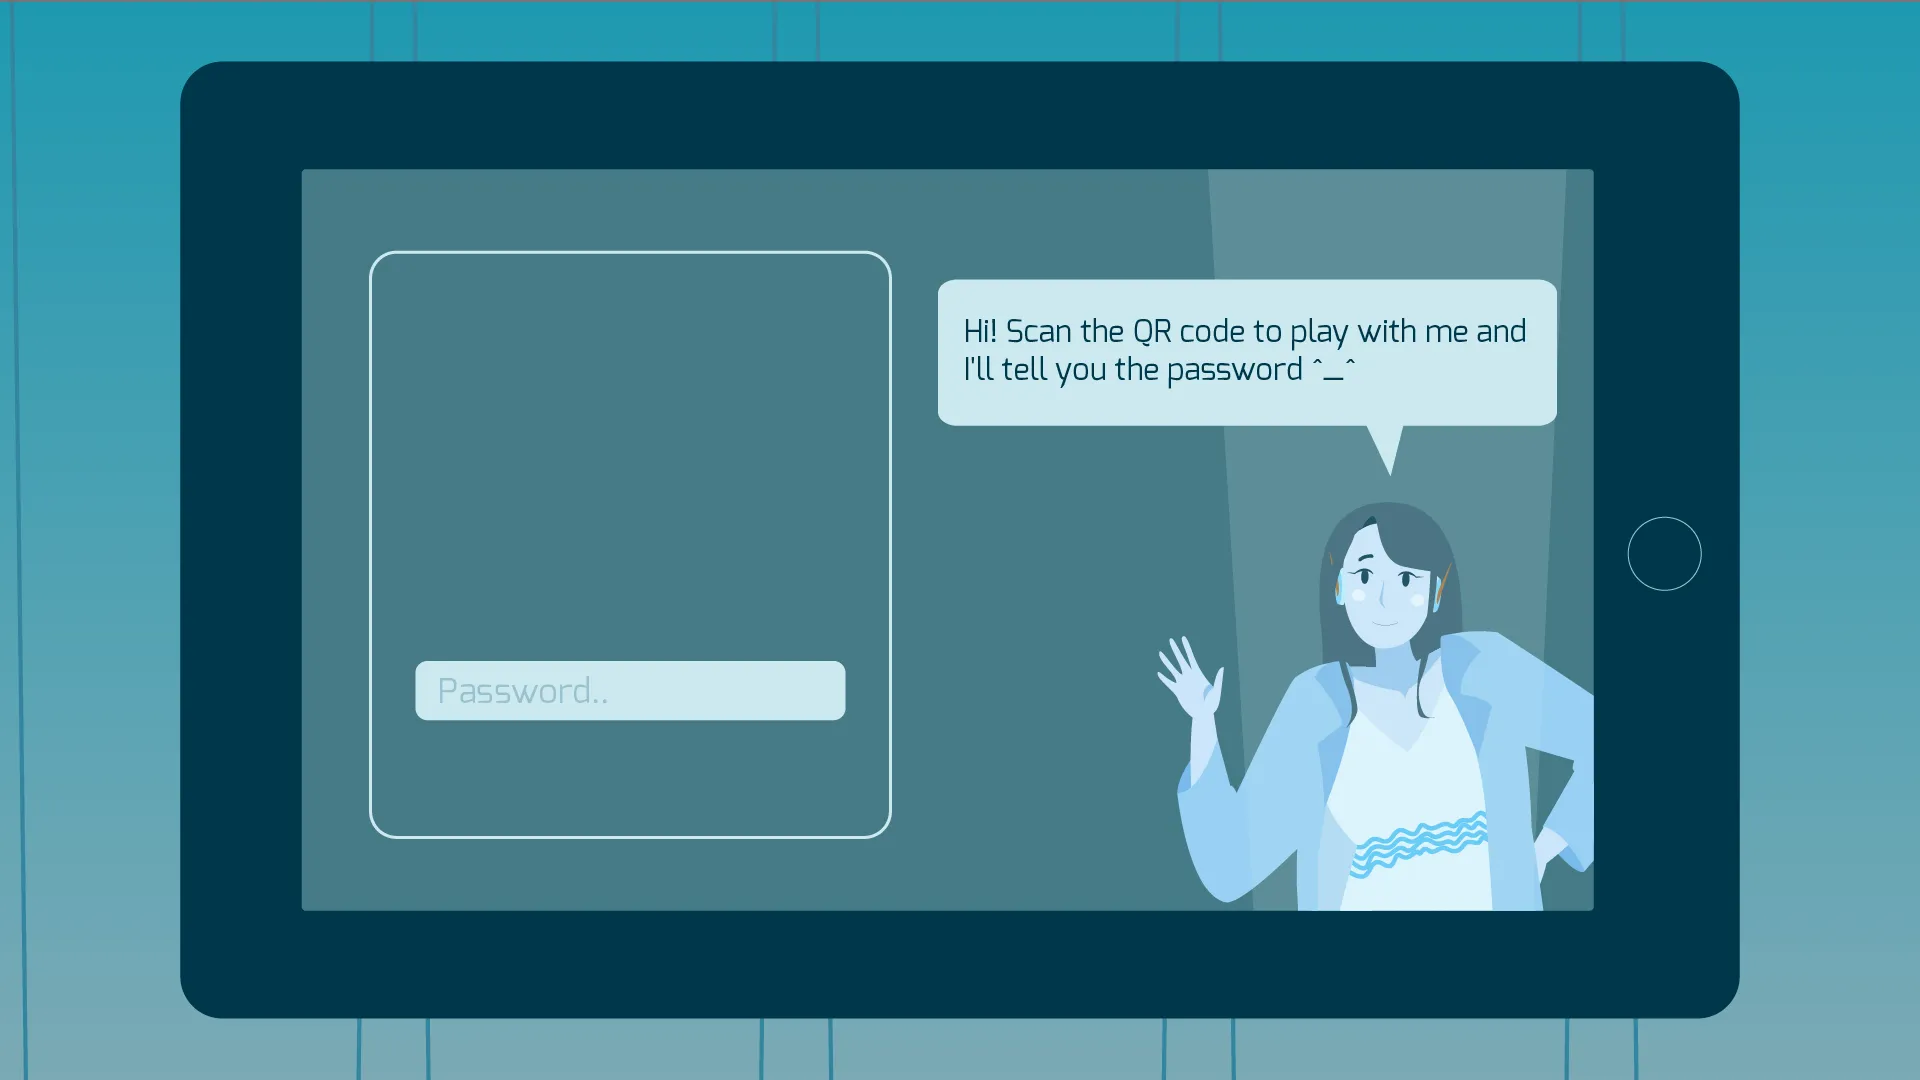 Hi! Scan the QR code to play with me and
I'll tell you the password ^_^
Password..